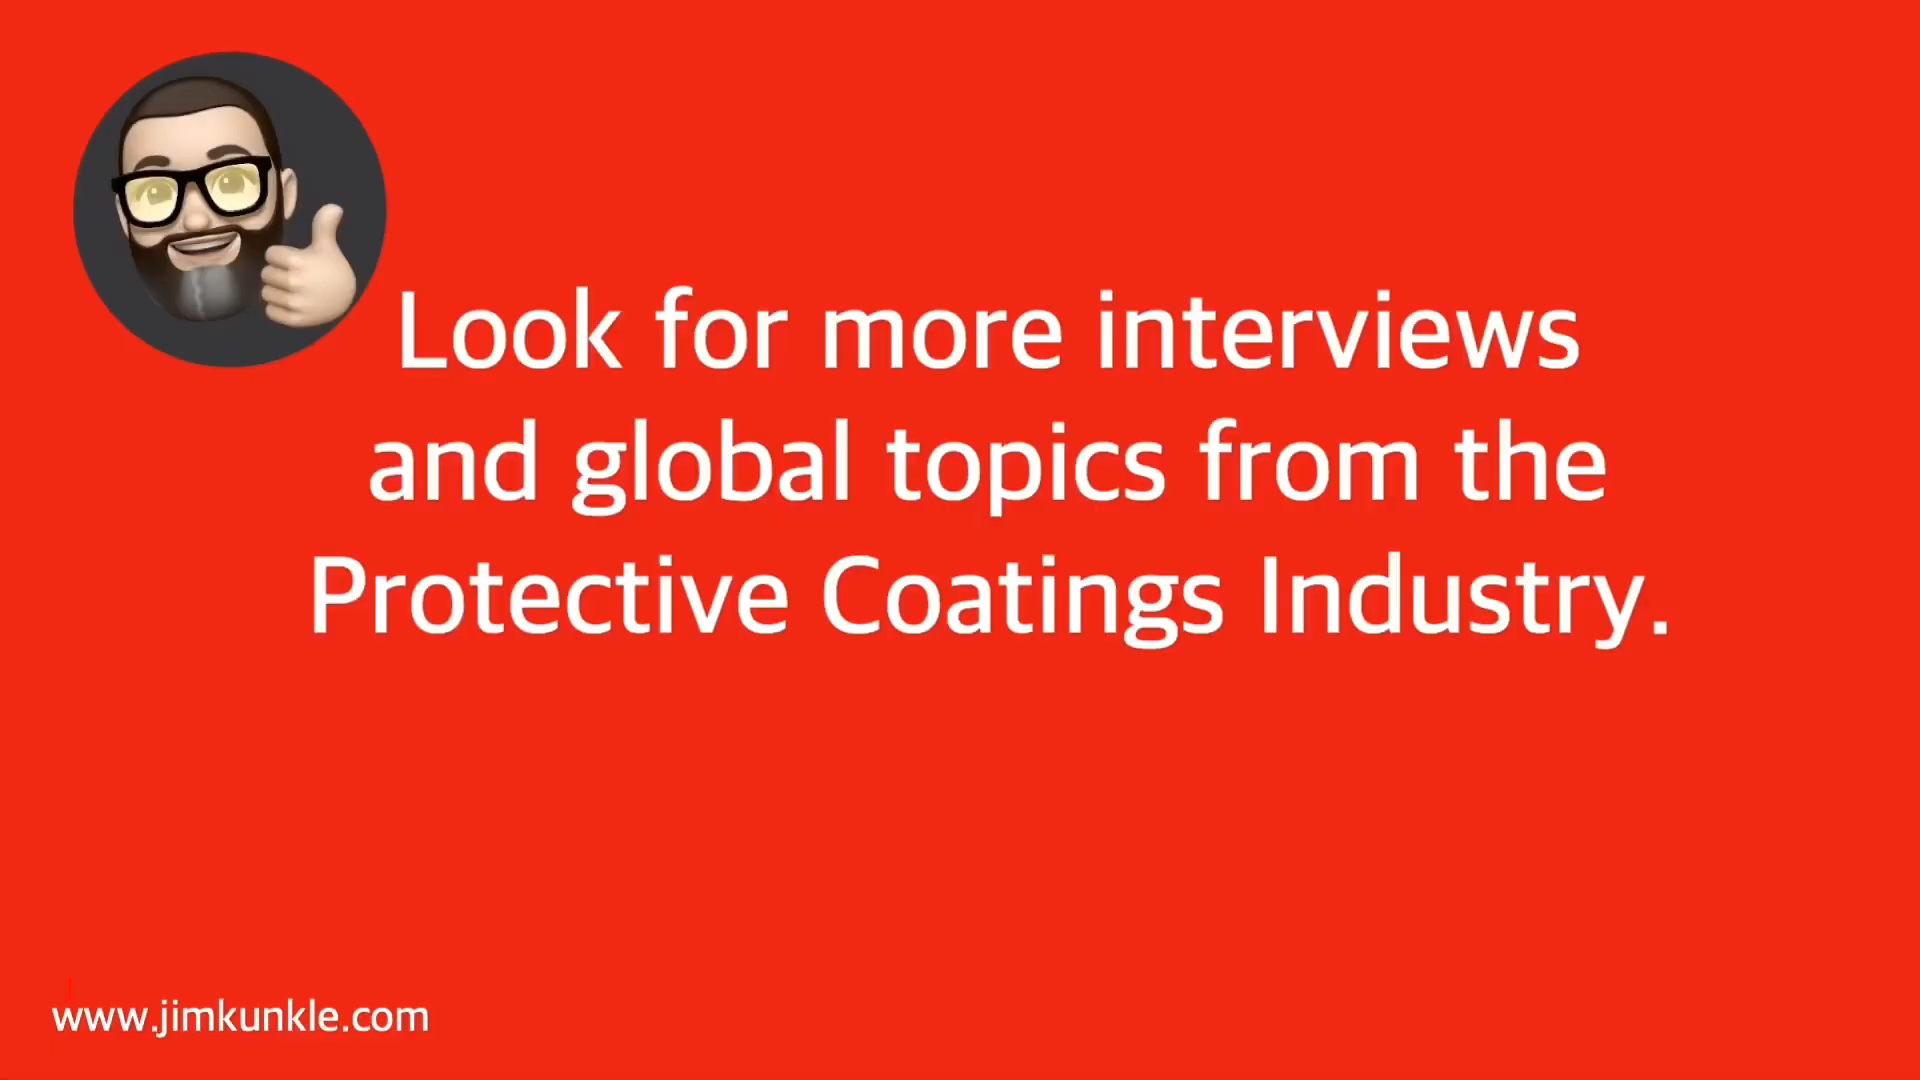 Look for more interviews
and global topics from the
Protective Coatings Industry.
www.jimkunkle.com